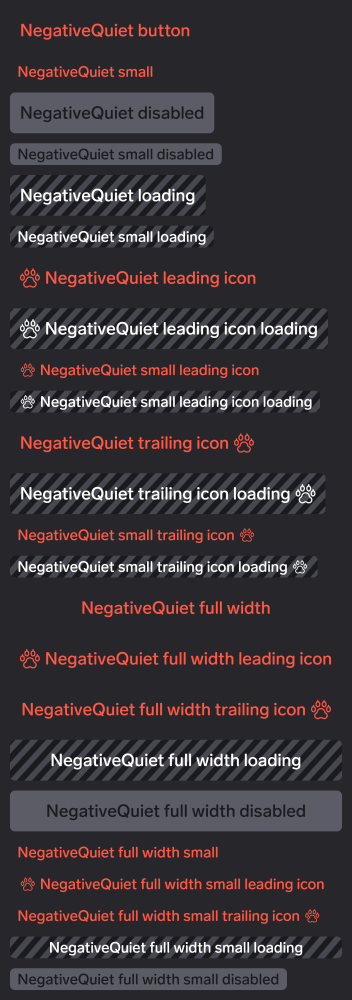 NegativeQuiet button
NegativeQuiet small
NegativeQuiet disabled
NegativeQuiet small disabled
NegativeQuiet loading
NegativeQuiet small loading
NegativeQuiet leading icon
NegativeQuiet leading icon loading
NegativeQuiet small leading icon
NegativeQuiet small leading icon loading
NegativeQuiet trailing icon
NegativeQuiet trailing icon loading
NegativeQuiet small trailing icon
NegativeQuiet small trailing icon loading
NegativeQuiet full width
NegativeQuiet full width leading icon
NegativeQuiet full width trailing icon
NegativeQuiet full width loading
NegativeQuiet full width disabled
NegativeQuiet full width small
NegativeQuiet full width small leading icon
NegativeQuiet full width small trailing icon
NegativeQuiet full width small loading
NegativeQuiet full width small disabled